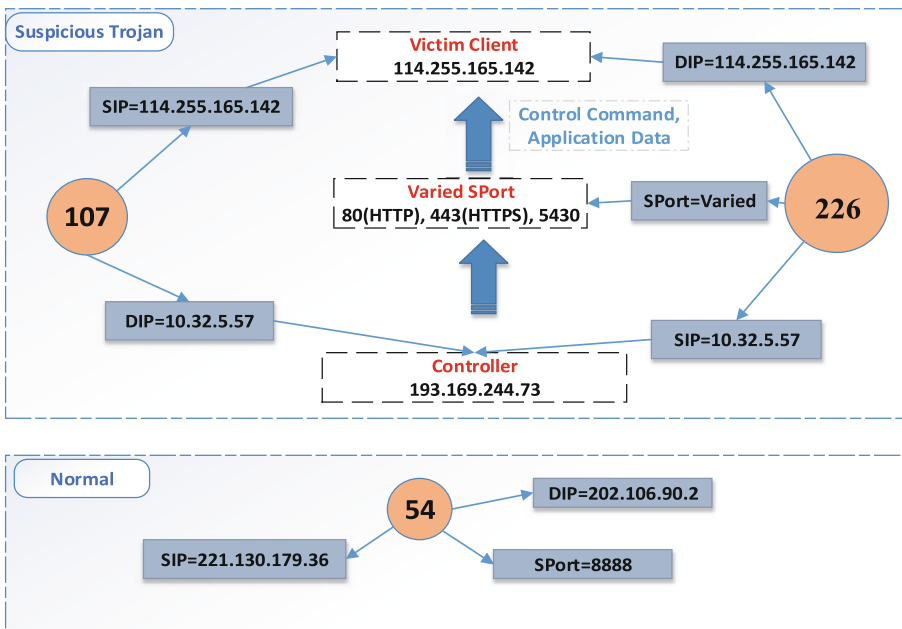 Suspicious Trojan
Victim Client
114.255.165.142
DIP=114.255.165.142
SIP=114.255.165.142
Control Command,
Application Data
107
Varied SPort
80(HTTP), 443(HTTPS), 5430
SPort=Varied
226
DIP=10.32.5.57
SIP=10.32.5.57
Controller
193.169.244.73
Normal
54
DIP=202.106.90.2
SIP=221.130.179.36
SPort=8888